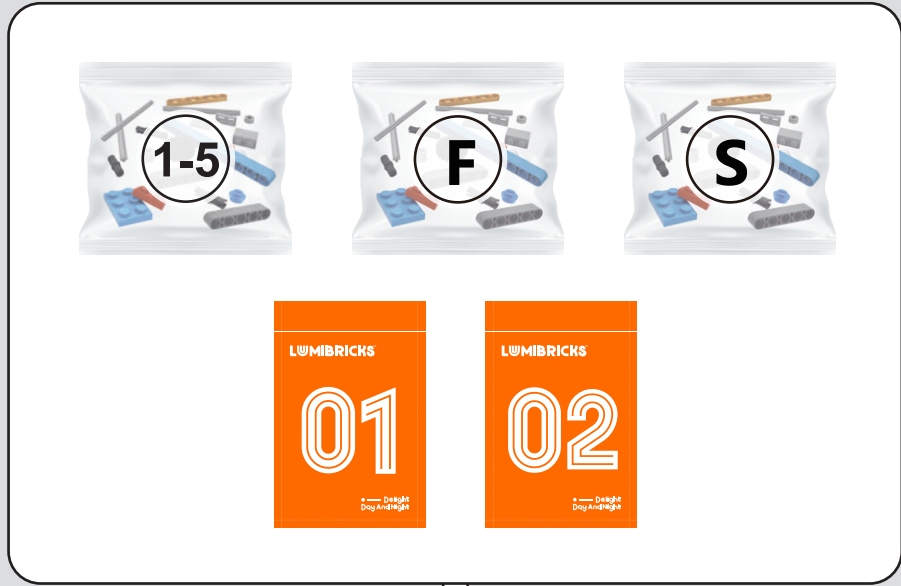 1-5
F
S
LUMIBRICKS
01
Delight
Day And Night
LUMIBRICKS
02
Delight
Day And Night